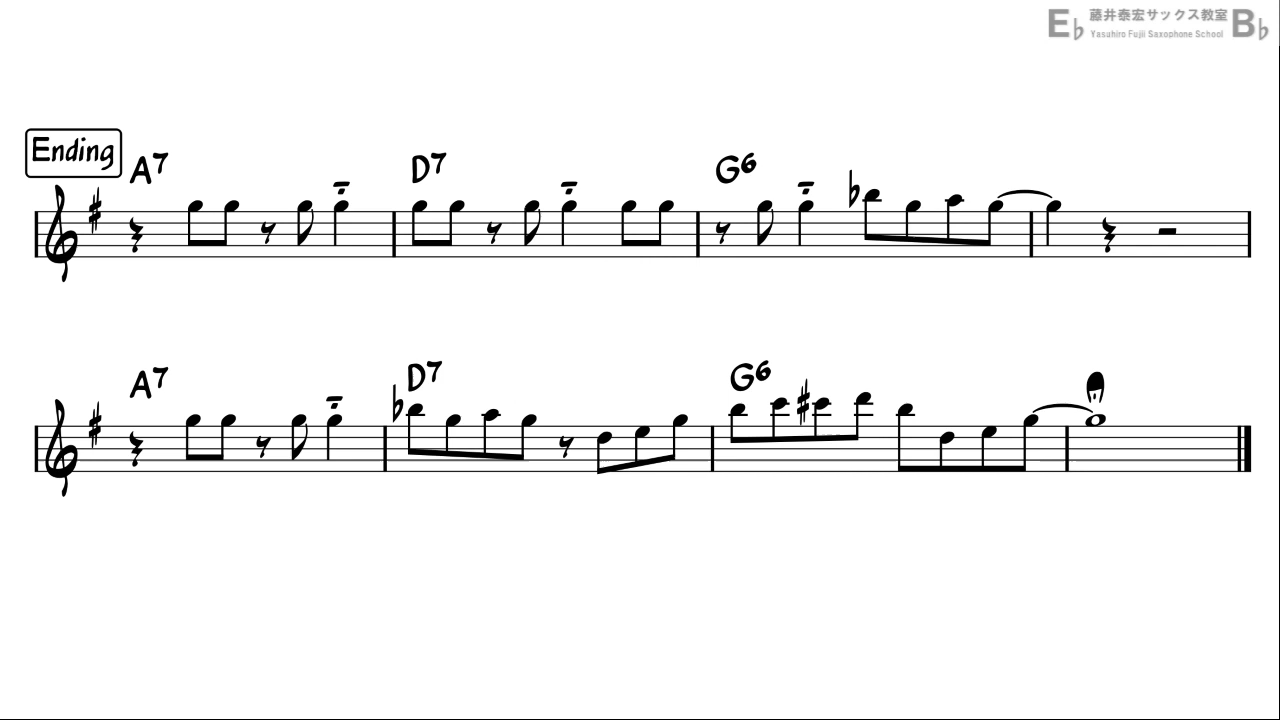 E♭ 藤井泰宏サックス教室 B♭
Yasuhiro Fujii Saxophone School
Ending
A7 D7 G6
A7 D7 G6